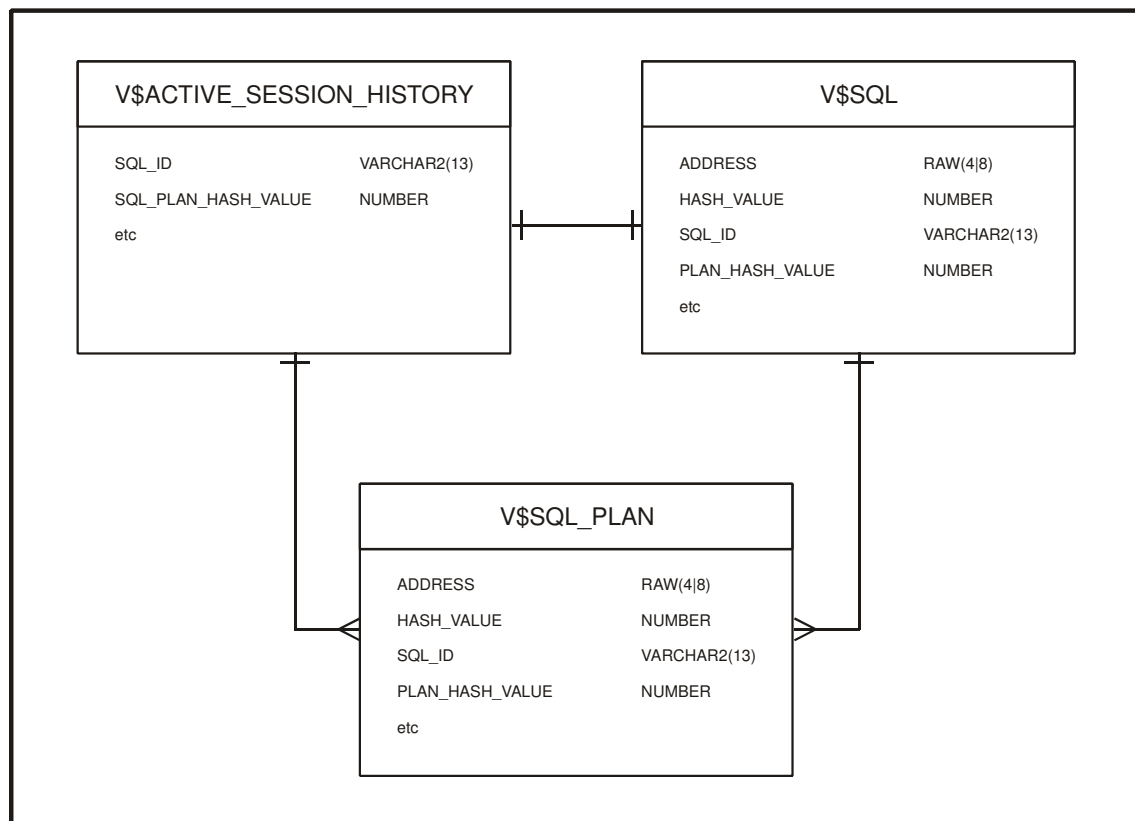 V$ACTIVE_SESSION_HISTORY
SQL_ID VARCHAR2(13)
SQL_PLAN_HASH_VALUE NUMBER
etc
V$SQL
ADDRESS RAW(4|8)
HASH_VALUE NUMBER
SQL_ID VARCHAR2(13)
PLAN_HASH_VALUE NUMBER
etc
V$SQL_PLAN
ADDRESS RAW(4|8)
HASH_VALUE NUMBER
SQL_ID VARCHAR2(13)
PLAN_HASH_VALUE NUMBER
etc